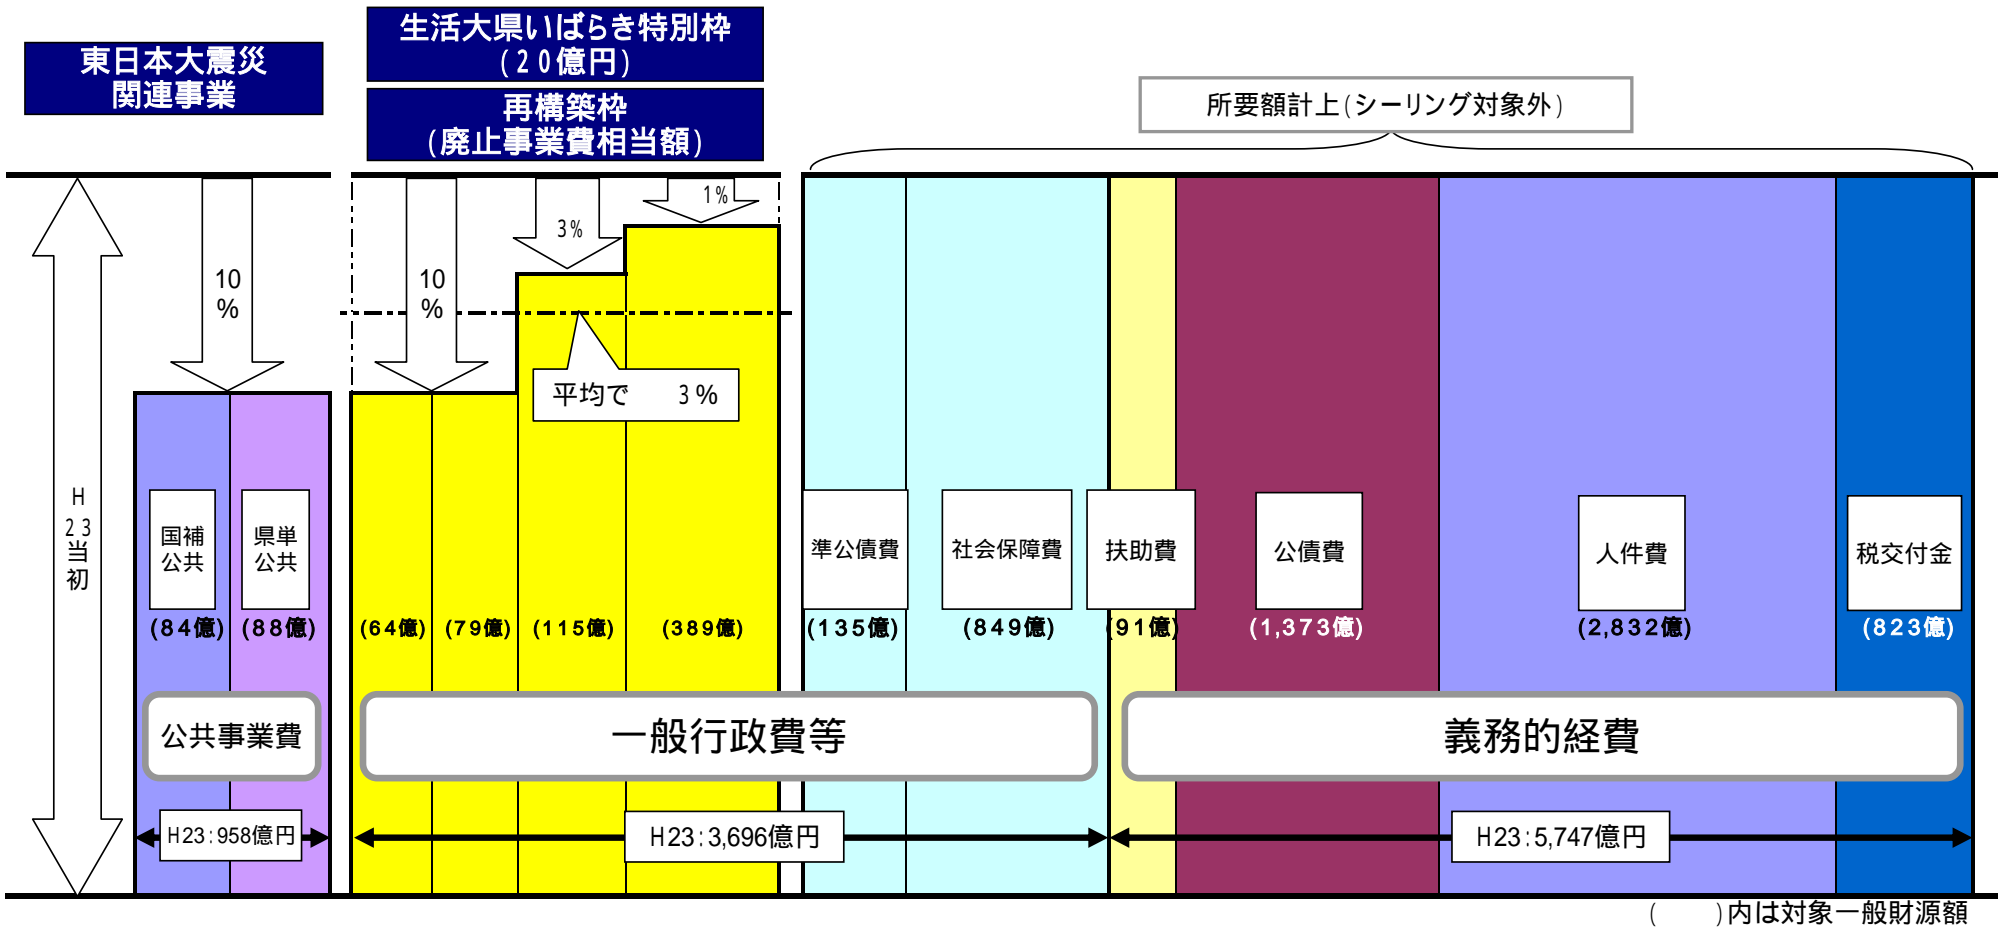 東日本大震災
関連事業
生活大県いばらき特別枠
(20億円)
再構築枠
(廃止事業費相当額)
所要額計上(シーリング対象外)
10
%
10
%
3%
1%
平均で　　3%
H
23
当
初
国補
公共
(84億)
県単
公共
(88億)
(64億)
(79億)
(115億)
(389億)
準公債費
(135億)
社会保障費
(849億)
扶助費
(91億)
公債費
(1,373億)
人件費
(2,832億)
税交付金
(823億)
公共事業費
一般行政費等
義務的経費
H23:958億円
H23:3,696億円
H23:5,747億円
(　　)内は対象一般財源額